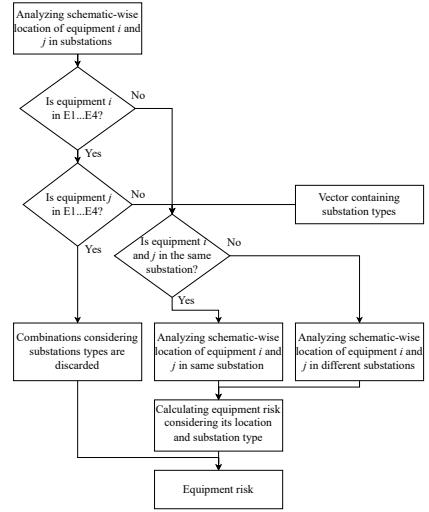 Analyzing schematic-wise
location of equipment i and
j in substations
Is equipment i
in E1...E4?
No
Yes
Is equipment j
in E1...E4?
No
Yes
Vector containing
substation types
Is equipment i
and j in the same
substation?
No
Yes
Combinations considering
substations types are
discarded
Analyzing schematic-wise
location of equipment i and
j in same substation
Analyzing schematic-wise
location of equipment i and
j in different substations
Calculating equipment risk
considering its location
and substation type
Equipment risk